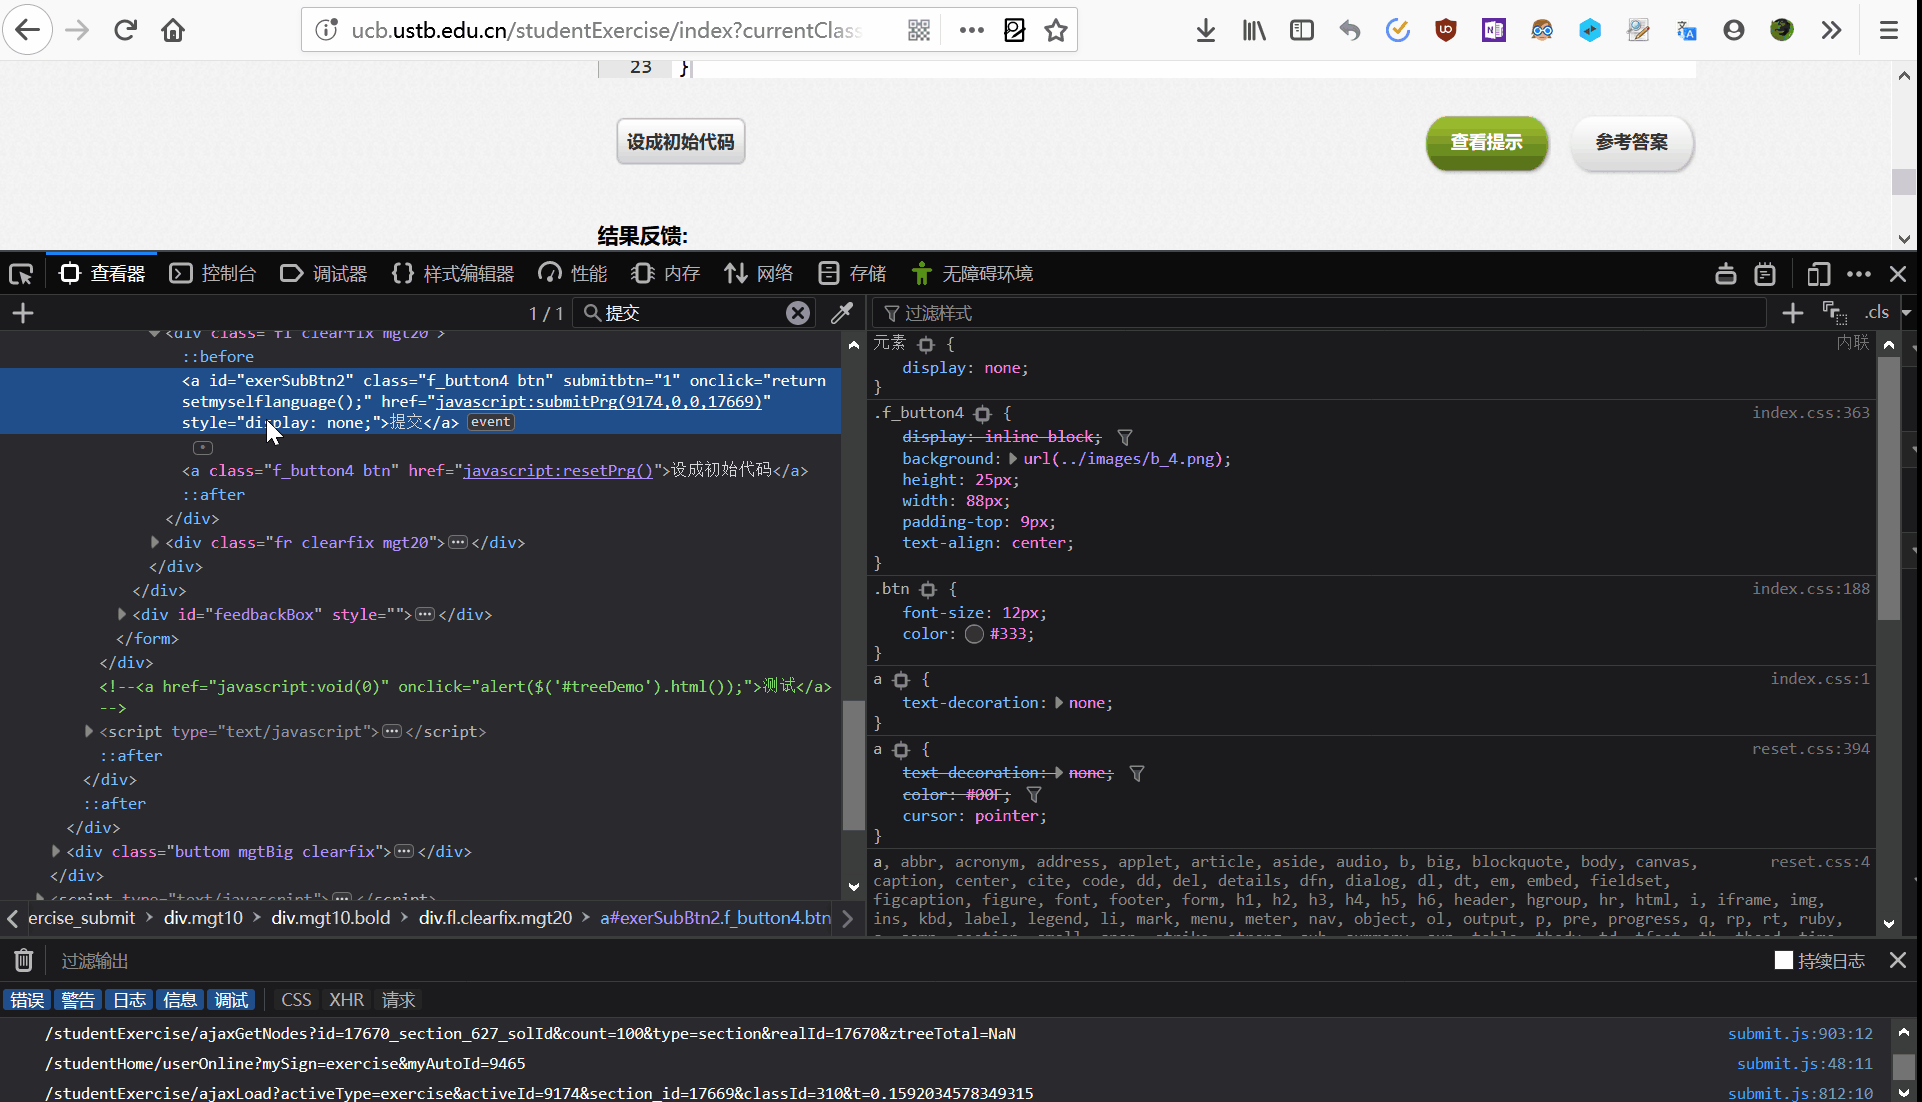 ucb.ustb.edu.cn/studentExercise/index?currentClass
23 }
设成初始代码
查看提示
参考答案
结果反馈:
查看器 控制台 调试器 样式编辑器 性能 内存 网络 存储 无障碍环境
1 / 1 提交
过滤样式
.cls
<div class="fl clearfix mgt20">
::before
<a id="exerSubBtn2" class="f_button4 btn" submitbtn="1" onclick="return
setmyselflanguage();" href="javascript:submitPrg(9174,0,0,17669)"
style="display: none;">提交</a> event
<a class="f_button4 btn" href="javascript:resetPrg()">设成初始代码</a>
::after
</div>
<div class="fr clearfix mgt20"></div>
</div>
</div>
<div id="feedbackBox" style=""></div>
</form>
</div>
<!--<a href="javascript:void(0)" onclick="alert($('#treeDemo').html());">测试</a>
-->
<script type="text/javascript"></script>
::after
</div>
::after
</div>
<div class="buttom mgtBig clearfix"></div>
</div>
<script type="text/javascript"></script>
ercise_submit > div.mgt10 > div.mgt10.bold > div.fl.clearfix.mgt20 > a#exerSubBtn2.f_button4.btn
元素 { 内联
display: none;
}
.f_button4 { index.css:363
display: inline-block;
background: url(../images/b_4.png);
height: 25px;
width: 88px;
padding-top: 9px;
text-align: center;
}
.btn { index.css:188
font-size: 12px;
color: #333;
}
a { index.css:1
text-decoration: none;
}
a { reset.css:394
text-decoration: none;
color: #00F;
cursor: pointer;
}
a, abbr, acronym, address, applet, article, aside, audio, b, big, blockquote, body, canvas, reset.css:4
caption, center, cite, code, dd, del, details, dfn, dialog, dl, dt, em, embed, fieldset,
figcaption, figure, font, footer, form, h1, h2, h3, h4, h5, h6, header, hgroup, hr, html, i, iframe, img,
ins, kbd, label, legend, li, mark, menu, meter, nav, object, ol, output, p, pre, progress, q, rp, rt, ruby,
过滤输出
持续日志
错误 警告 日志 信息 调试 CSS XHR 请求
/studentExercise/ajaxGetNodes?id=17670_section_627_solId&count=100&type=section&realId=17670&ztreeTotal=NaN submit.js:903:12
/studentHome/userOnline?mySign=exercise&myAutoId=9465 submit.js:48:11
/studentExercise/ajaxLoad?activeType=exercise&activeId=9174&section_id=17669&classId=310&t=0.1592034578349315 submit.js:812:10